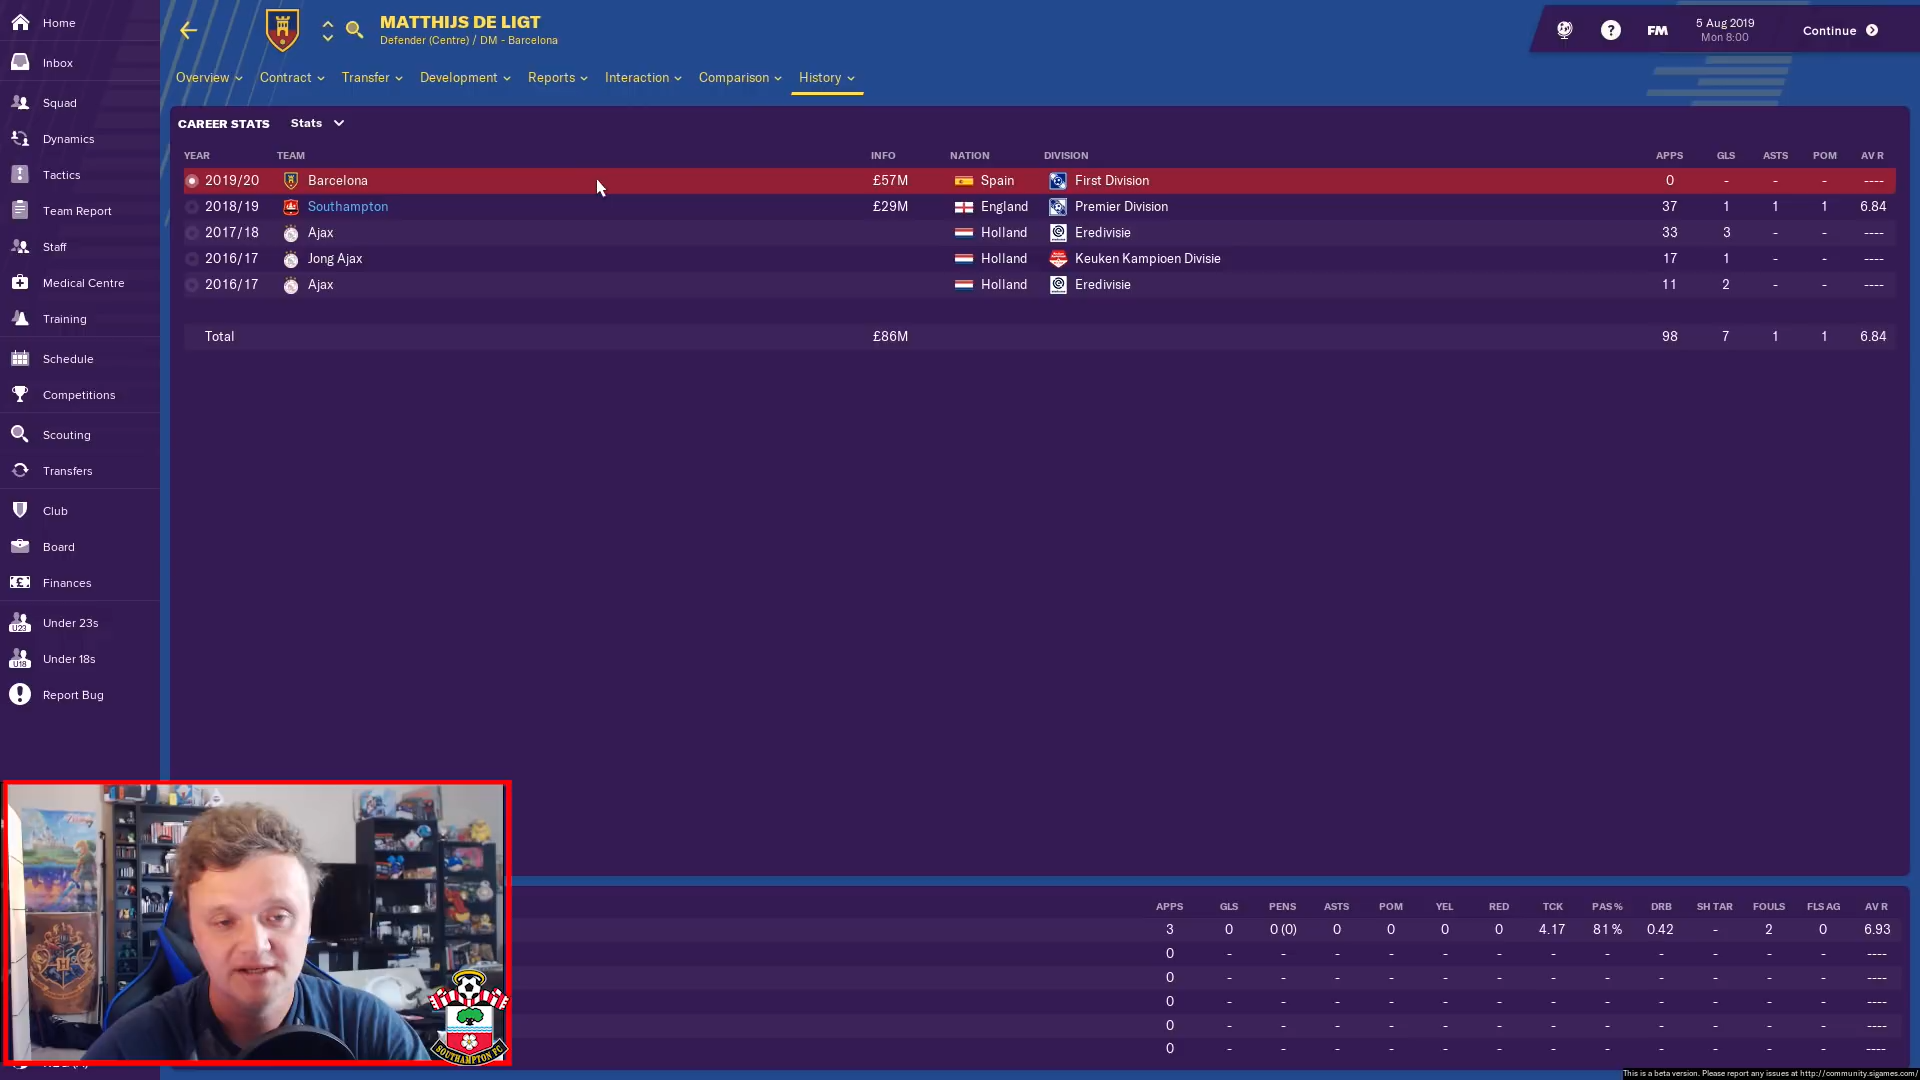 MATTHIJS DE LIGT
Defender (Centre) / DM - Barcelona
FM
5 Aug 2019
Mon 8:00
Continue
Overview Contract Transfer Development Reports Interaction Comparison History
Home
Inbox
Squad
Dynamics
Tactics
Team Report
Staff
Medical Centre
Training
Schedule
Competitions
Scouting
Transfers
Club
Board
Finances
U23 Under 23s
U18 Under 18s
Report Bug
CAREER STATS Stats
YEAR TEAM INFO NATION DIVISION APPS GLS ASTS POM AV R
2019/20 Barcelona £57M Spain First Division 0 - - - ----
2018/19 Southampton £29M England Premier Division 37 1 1 1 6.84
2017/18 Ajax Holland Eredivisie 33 3 - - ----
2016/17 Jong Ajax Holland Keuken Kampioen Divisie 17 1 - - ----
2016/17 Ajax Holland Eredivisie 11 2 - - ----
Total £86M 98 7 1 1 6.84
APPS GLS PENS ASTS POM YEL RED TCK PAS % DRB SH TAR FOULS FLS AG AV R
3 0 0 (0) 0 0 0 0 4.17 81 % 0.42 - 2 0 6.93
0 - - - - - - - - - - - - ----
0 - - - - - - - - - - - - ----
0 - - - - - - - - - - - - ----
0 - - - - - - - - - - - - ----
0 - - - - - - - - - - - - ----
SOUTHAMPTON FC
This is a beta version. Please report any issues at http://community.sigames.com/